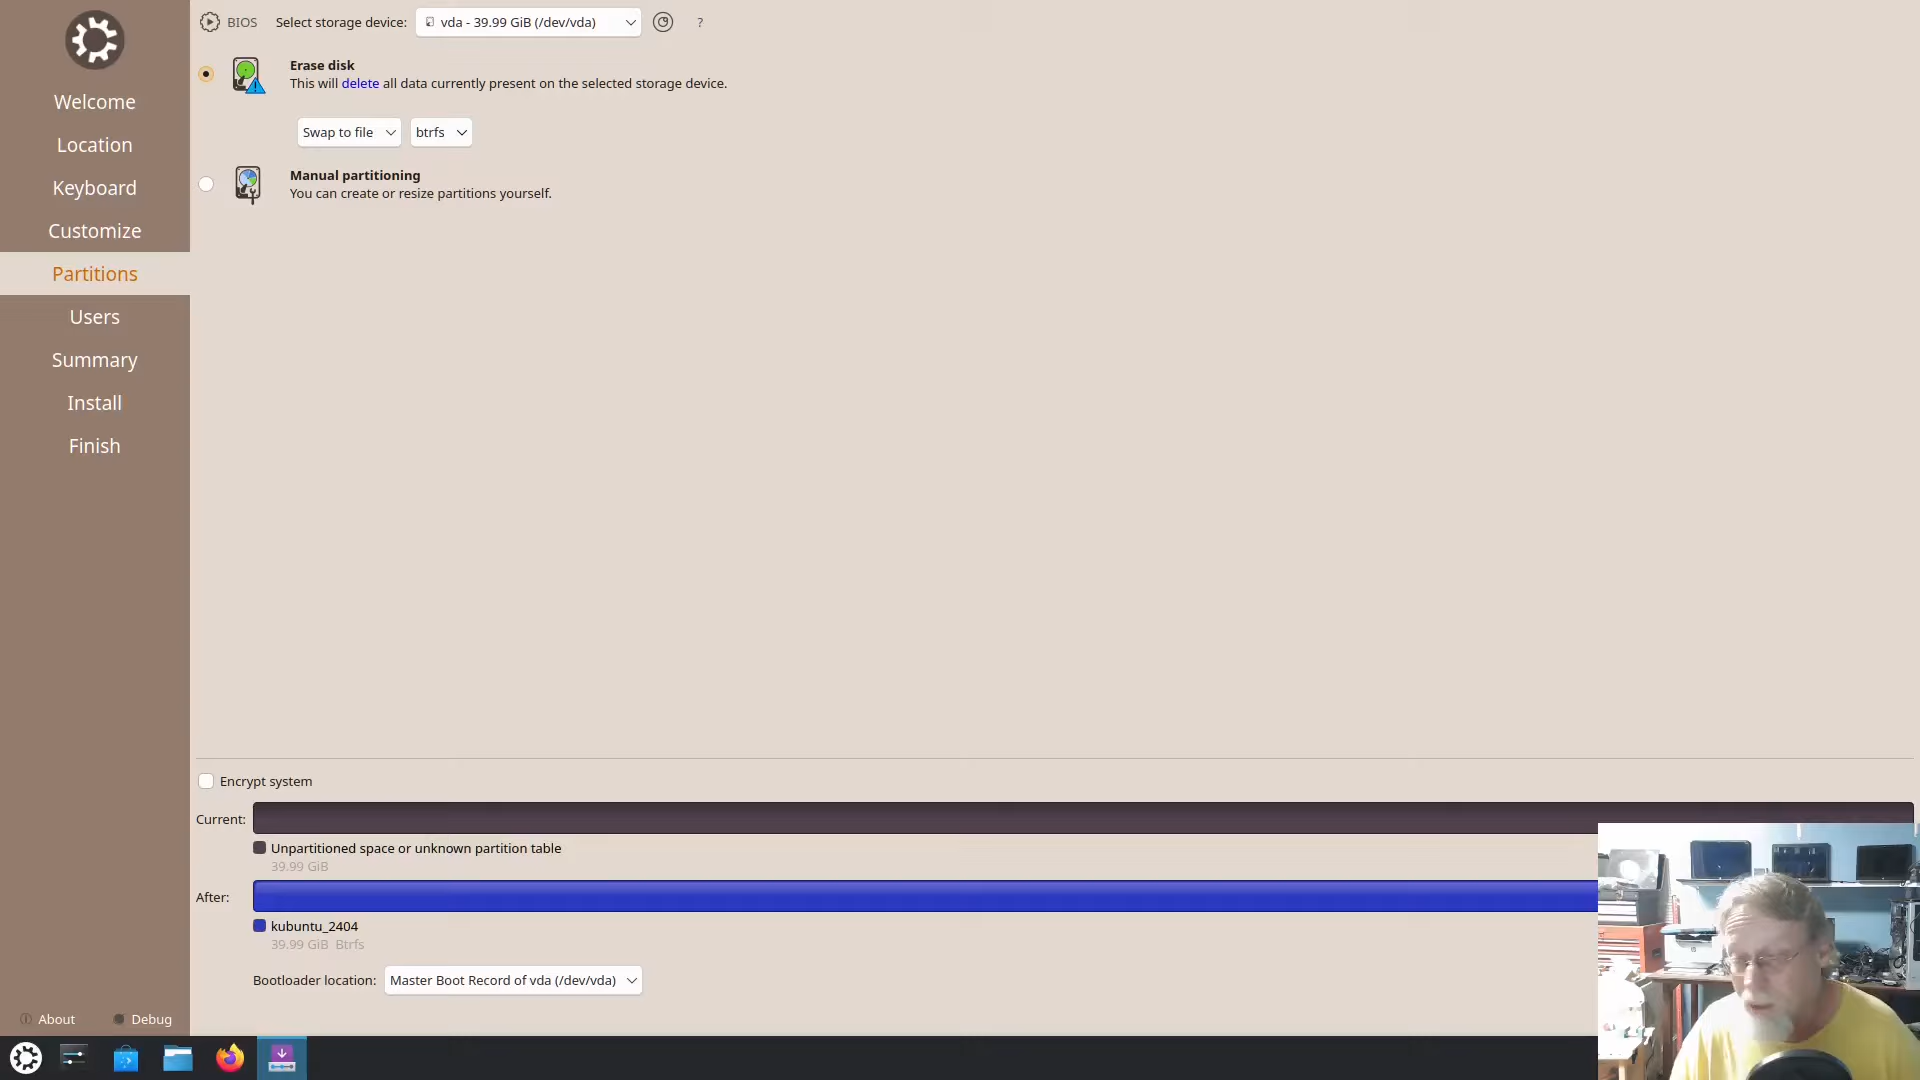 BIOS Select storage device: vda - 39.99 GiB (/dev/vda) ?
Erase disk
This will delete all data currently present on the selected storage device.
Swap to file btrfs
Manual partitioning
You can create or resize partitions yourself.
Welcome
Location
Keyboard
Customize
Partitions
Users
Summary
Install
Finish
Encrypt system
Current:
Unpartitioned space or unknown partition table
39.99 GiB
After:
kubuntu_2404
39.99 GiB Btrfs
Bootloader location: Master Boot Record of vda (/dev/vda)
About Debug